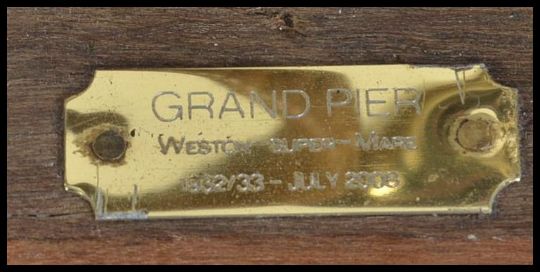 GRAND PIER
WESTON-SUPER-MARE
1932/33 - JULY 2008